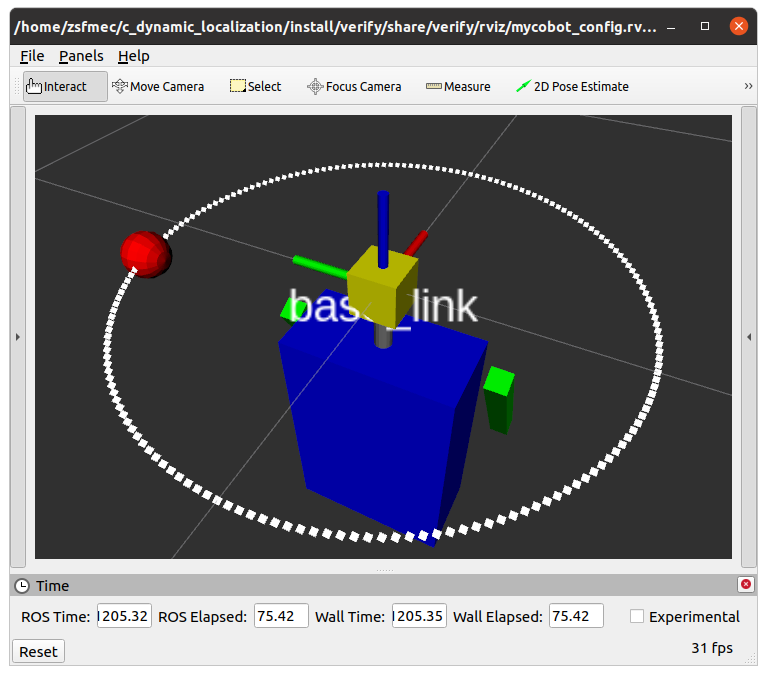 /home/zsfmec/c_dynamic_localization/install/verify/share/verify/rviz/mycobot_config.rv...
File Panels Help
Interact Move Camera Select Focus Camera Measure 2D Pose Estimate »
base_link
Time
ROS Time: 1205.32 ROS Elapsed: 75.42 Wall Time: 1205.35 Wall Elapsed: 75.42 Experimental
Reset 31 fps